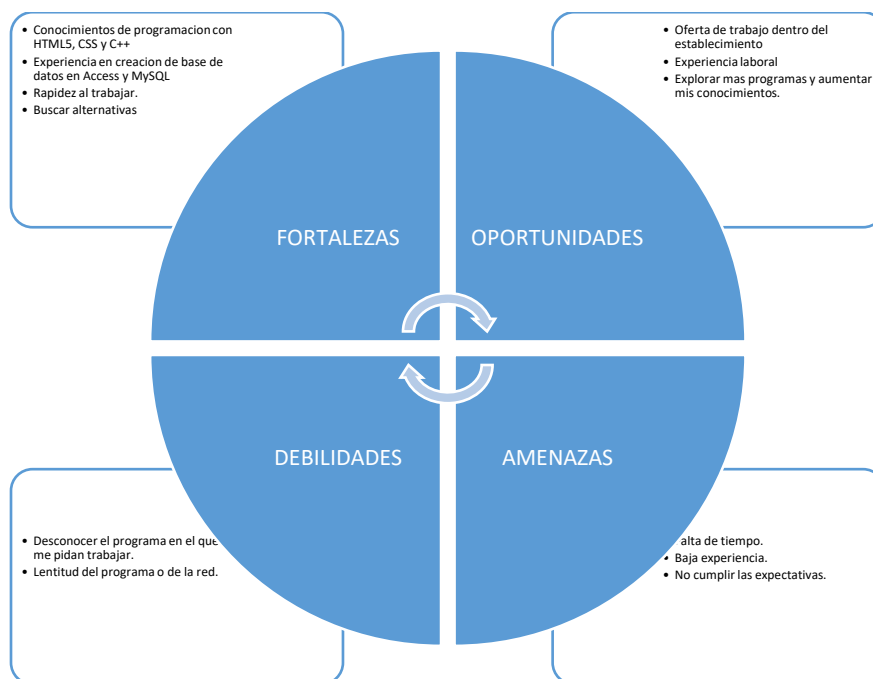 • Conocimientos de programacion con
HTML5, CSS y C++
• Experiencia en creacion de base de
datos en Access y MySQL
• Rapidez al trabajar.
• Buscar alternativas
• Oferta de trabajo dentro del
establecimiento
• Experiencia laboral
• Explorar mas programas y aumentar
mis conocimientos.
FORTALEZAS
OPORTUNIDADES
DEBILIDADES
AMENAZAS
• Desconocer el programa en el que
me pidan trabajar.
• Lentitud del programa o de la red.
alta de tiempo.
• Baja experiencia.
• No cumplir las expectativas.